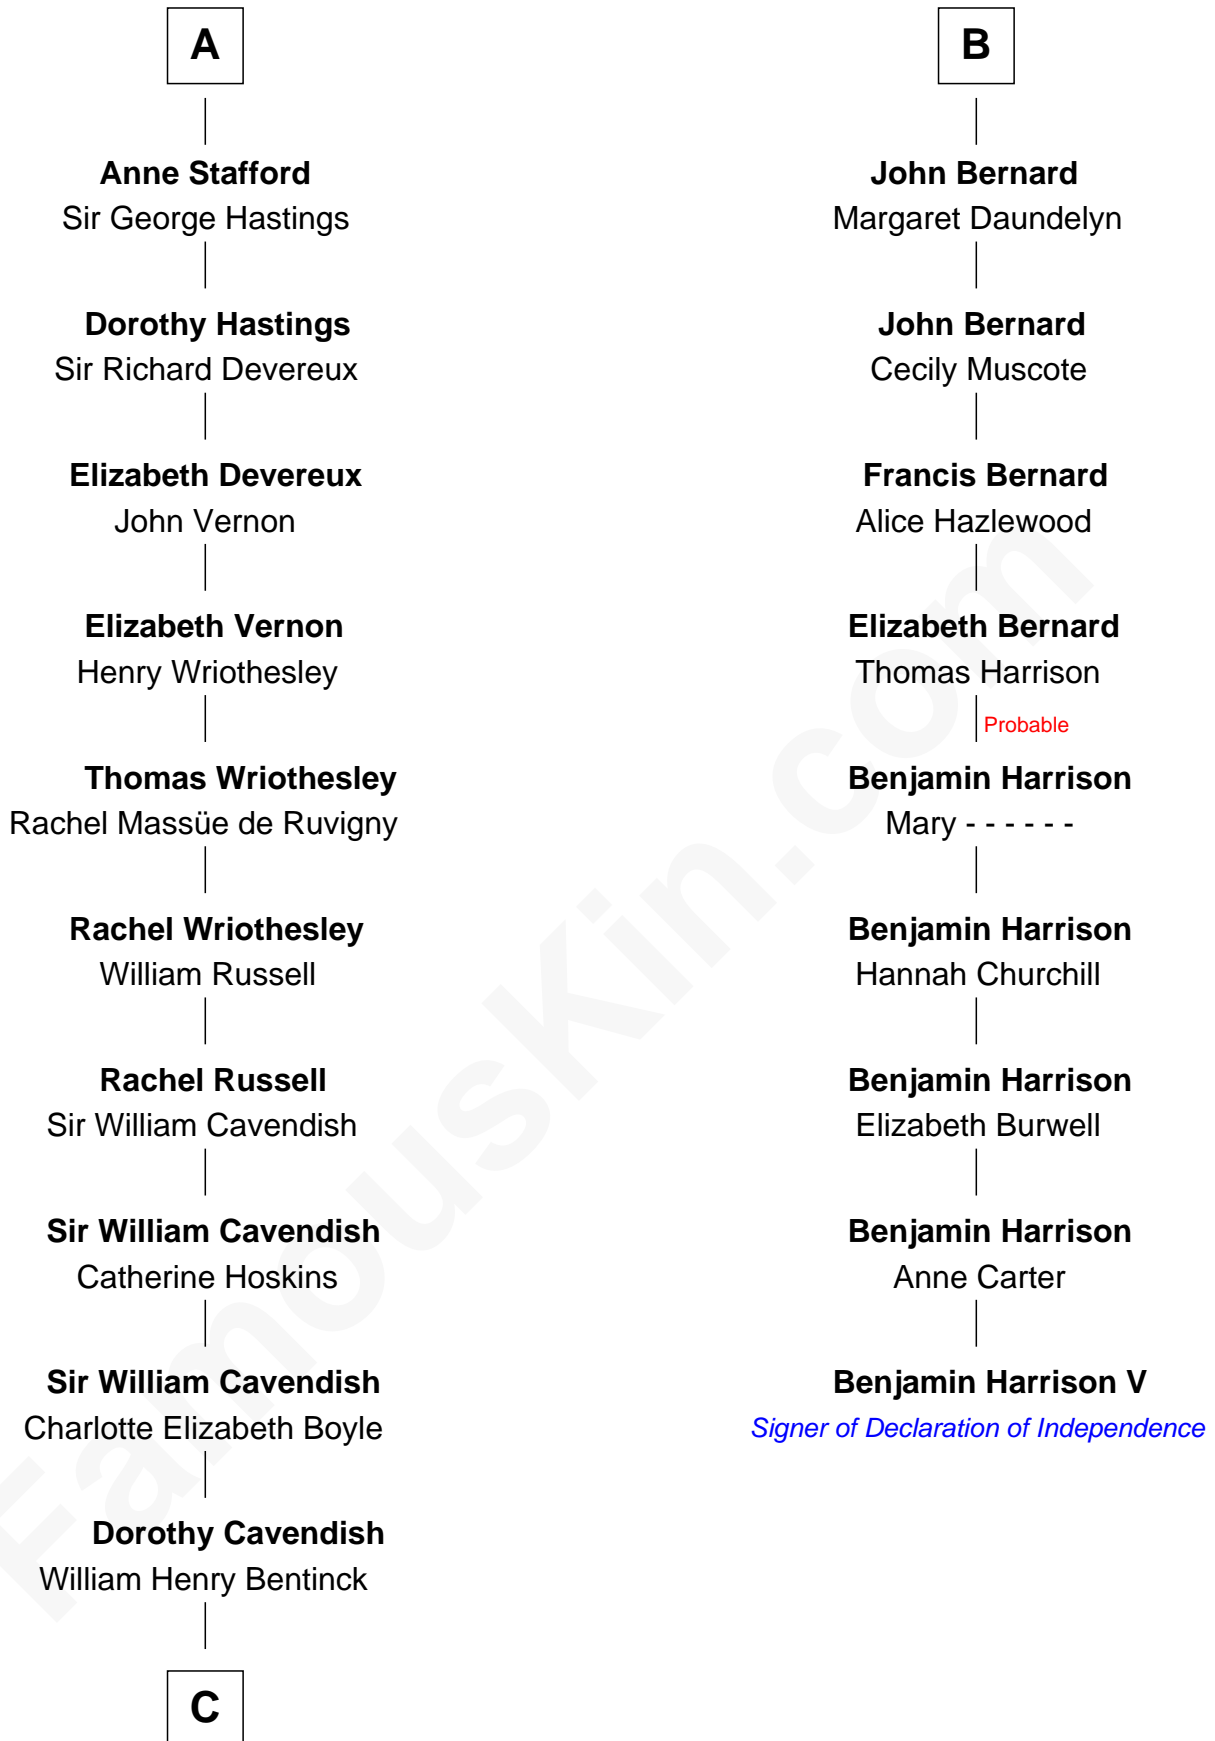 A
Anne Stafford
Sir George Hastings
Dorothy Hastings
Sir Richard Devereux
Elizabeth Devereux
John Vernon
Elizabeth Vernon
Henry Wriothesley
Thomas Wriothesley
Rachel Massüe de Ruvigny
Rachel Wriothesley
William Russell
Rachel Russell
Sir William Cavendish
Sir William Cavendish
Catherine Hoskins
Sir William Cavendish
Charlotte Elizabeth Boyle
Dorothy Cavendish
William Henry Bentinck
C
B
John Bernard
Margaret Daundelyn
John Bernard
Cecily Muscote
Francis Bernard
Alice Hazlewood
Elizabeth Bernard
Thomas Harrison
Probable
Benjamin Harrison
Mary - - - - - -
Benjamin Harrison
Hannah Churchill
Benjamin Harrison
Elizabeth Burwell
Benjamin Harrison
Anne Carter
Benjamin Harrison V
Signer of Declaration of Independence
FamousKin.com